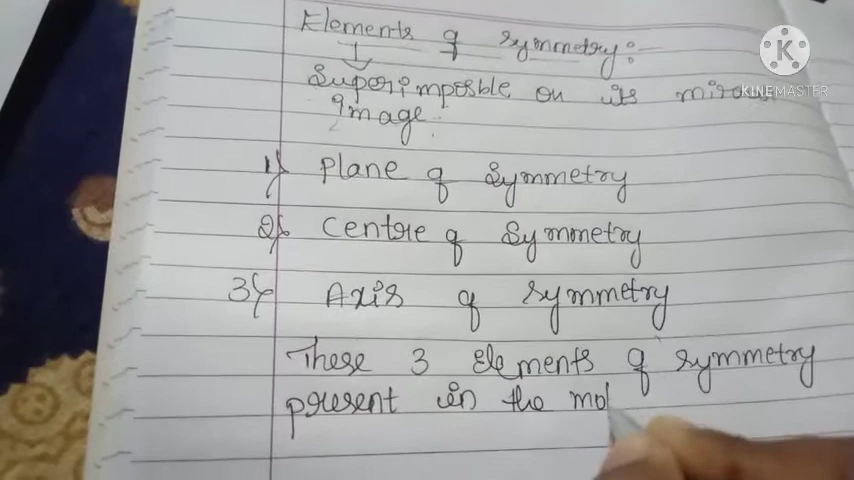 Elements of symmetry:-
Superimposble on its mirror
image.
1) Plane of Symmetry
2) Centre of Symmetry
3) Axis of symmetry
These 3 Elements of symmetry
present in the mol
K
KINEMASTER